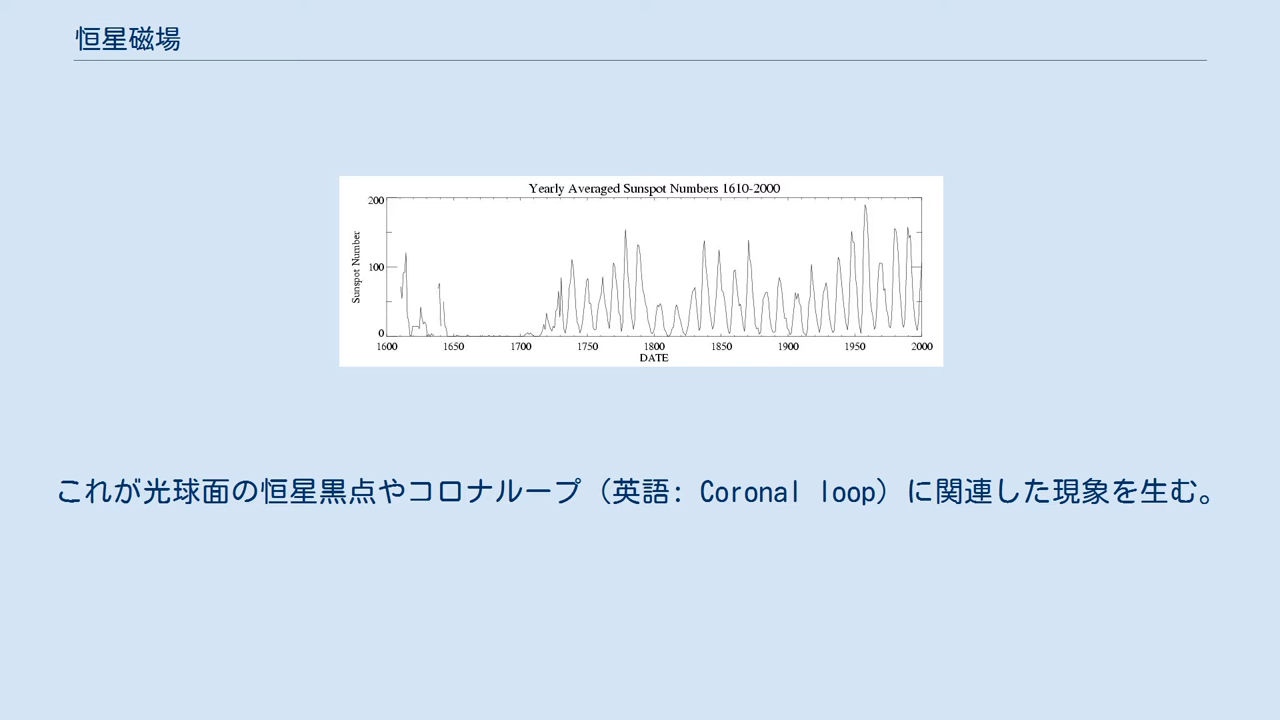 恒星磁場
Yearly Averaged Sunspot Numbers 1610-2000
Sunspot Number
200
100
0
1600 1650 1700 1750 1800 1850 1900 1950 2000
DATE
これが光球面の恒星黒点やコロナループ（英語: Coronal loop）に関連した現象を生む。